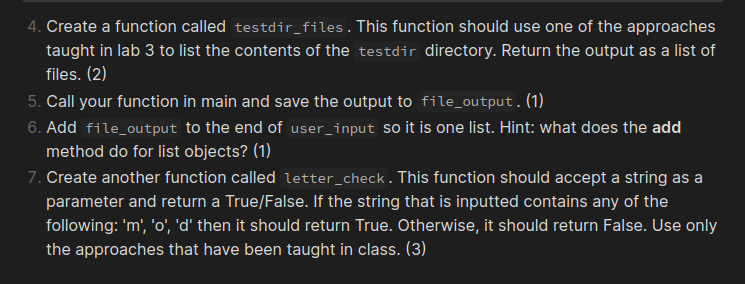 4. Create a function called testdir_files. This function should use one of the approaches
taught in lab 3 to list the contents of the testdir directory. Return the output as a list of
files. (2)
5. Call your function in main and save the output to file_output. (1)
6. Add file_output to the end of user_input so it is one list. Hint: what does the add
method do for list objects? (1)
7. Create another function called letter_check. This function should accept a string as a
parameter and return a True/False. If the string that is inputted contains any of the
following: 'm', 'o', 'd' then it should return True. Otherwise, it should return False. Use only
the approaches that have been taught in class. (3)